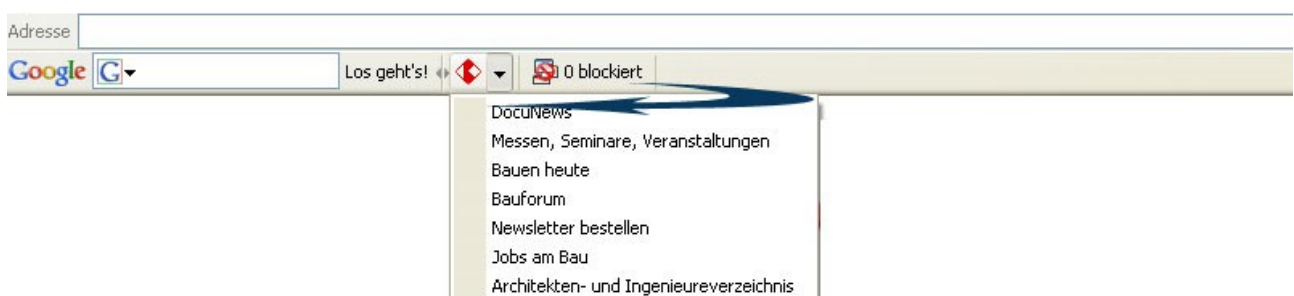 Adresse
Google G Los geht's! 0 blockiert
DocuNews
Messen, Seminare, Veranstaltungen
Bauen heute
Bauforum
Newsletter bestellen
Jobs am Bau
Architekten- und Ingenieureverzeichnis